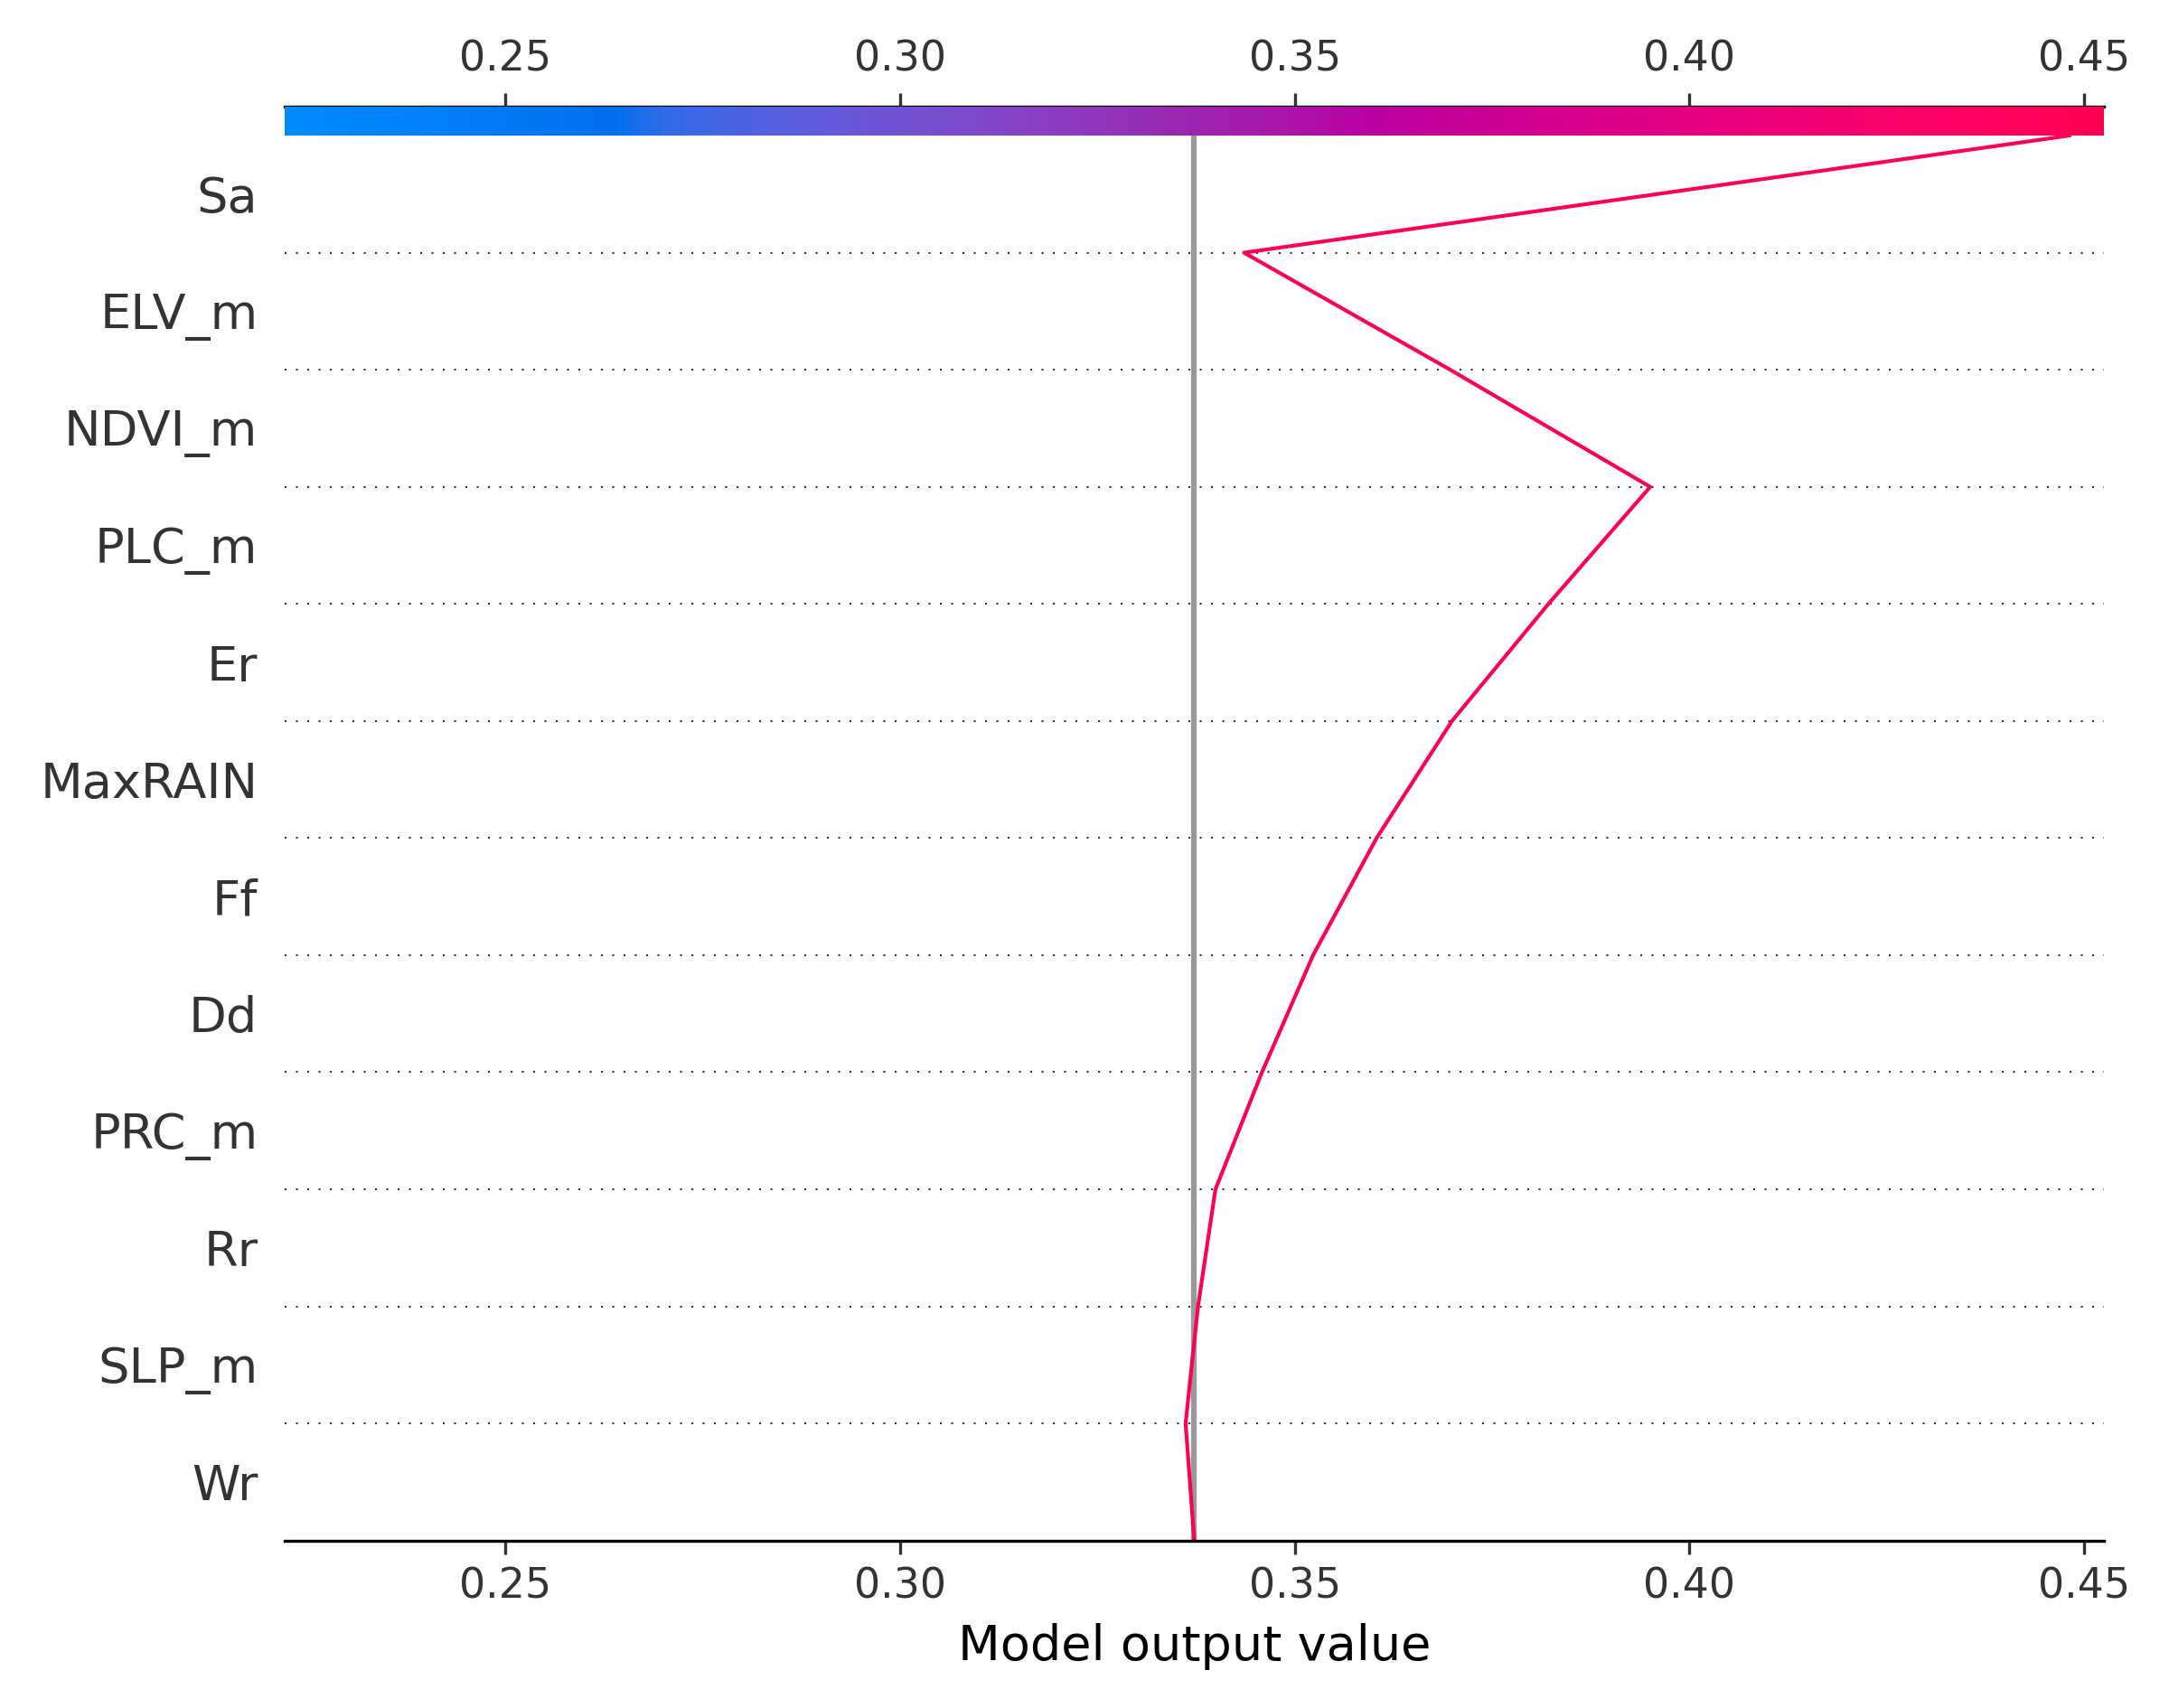 0.25 0.30 0.35 0.40 0.45
Sa
ELV_m
NDVI_m
PLC_m
Er
MaxRAIN
Ff
Dd
PRC_m
Rr
SLP_m
Wr
0.25 0.30 0.35 0.40 0.45
Model output value